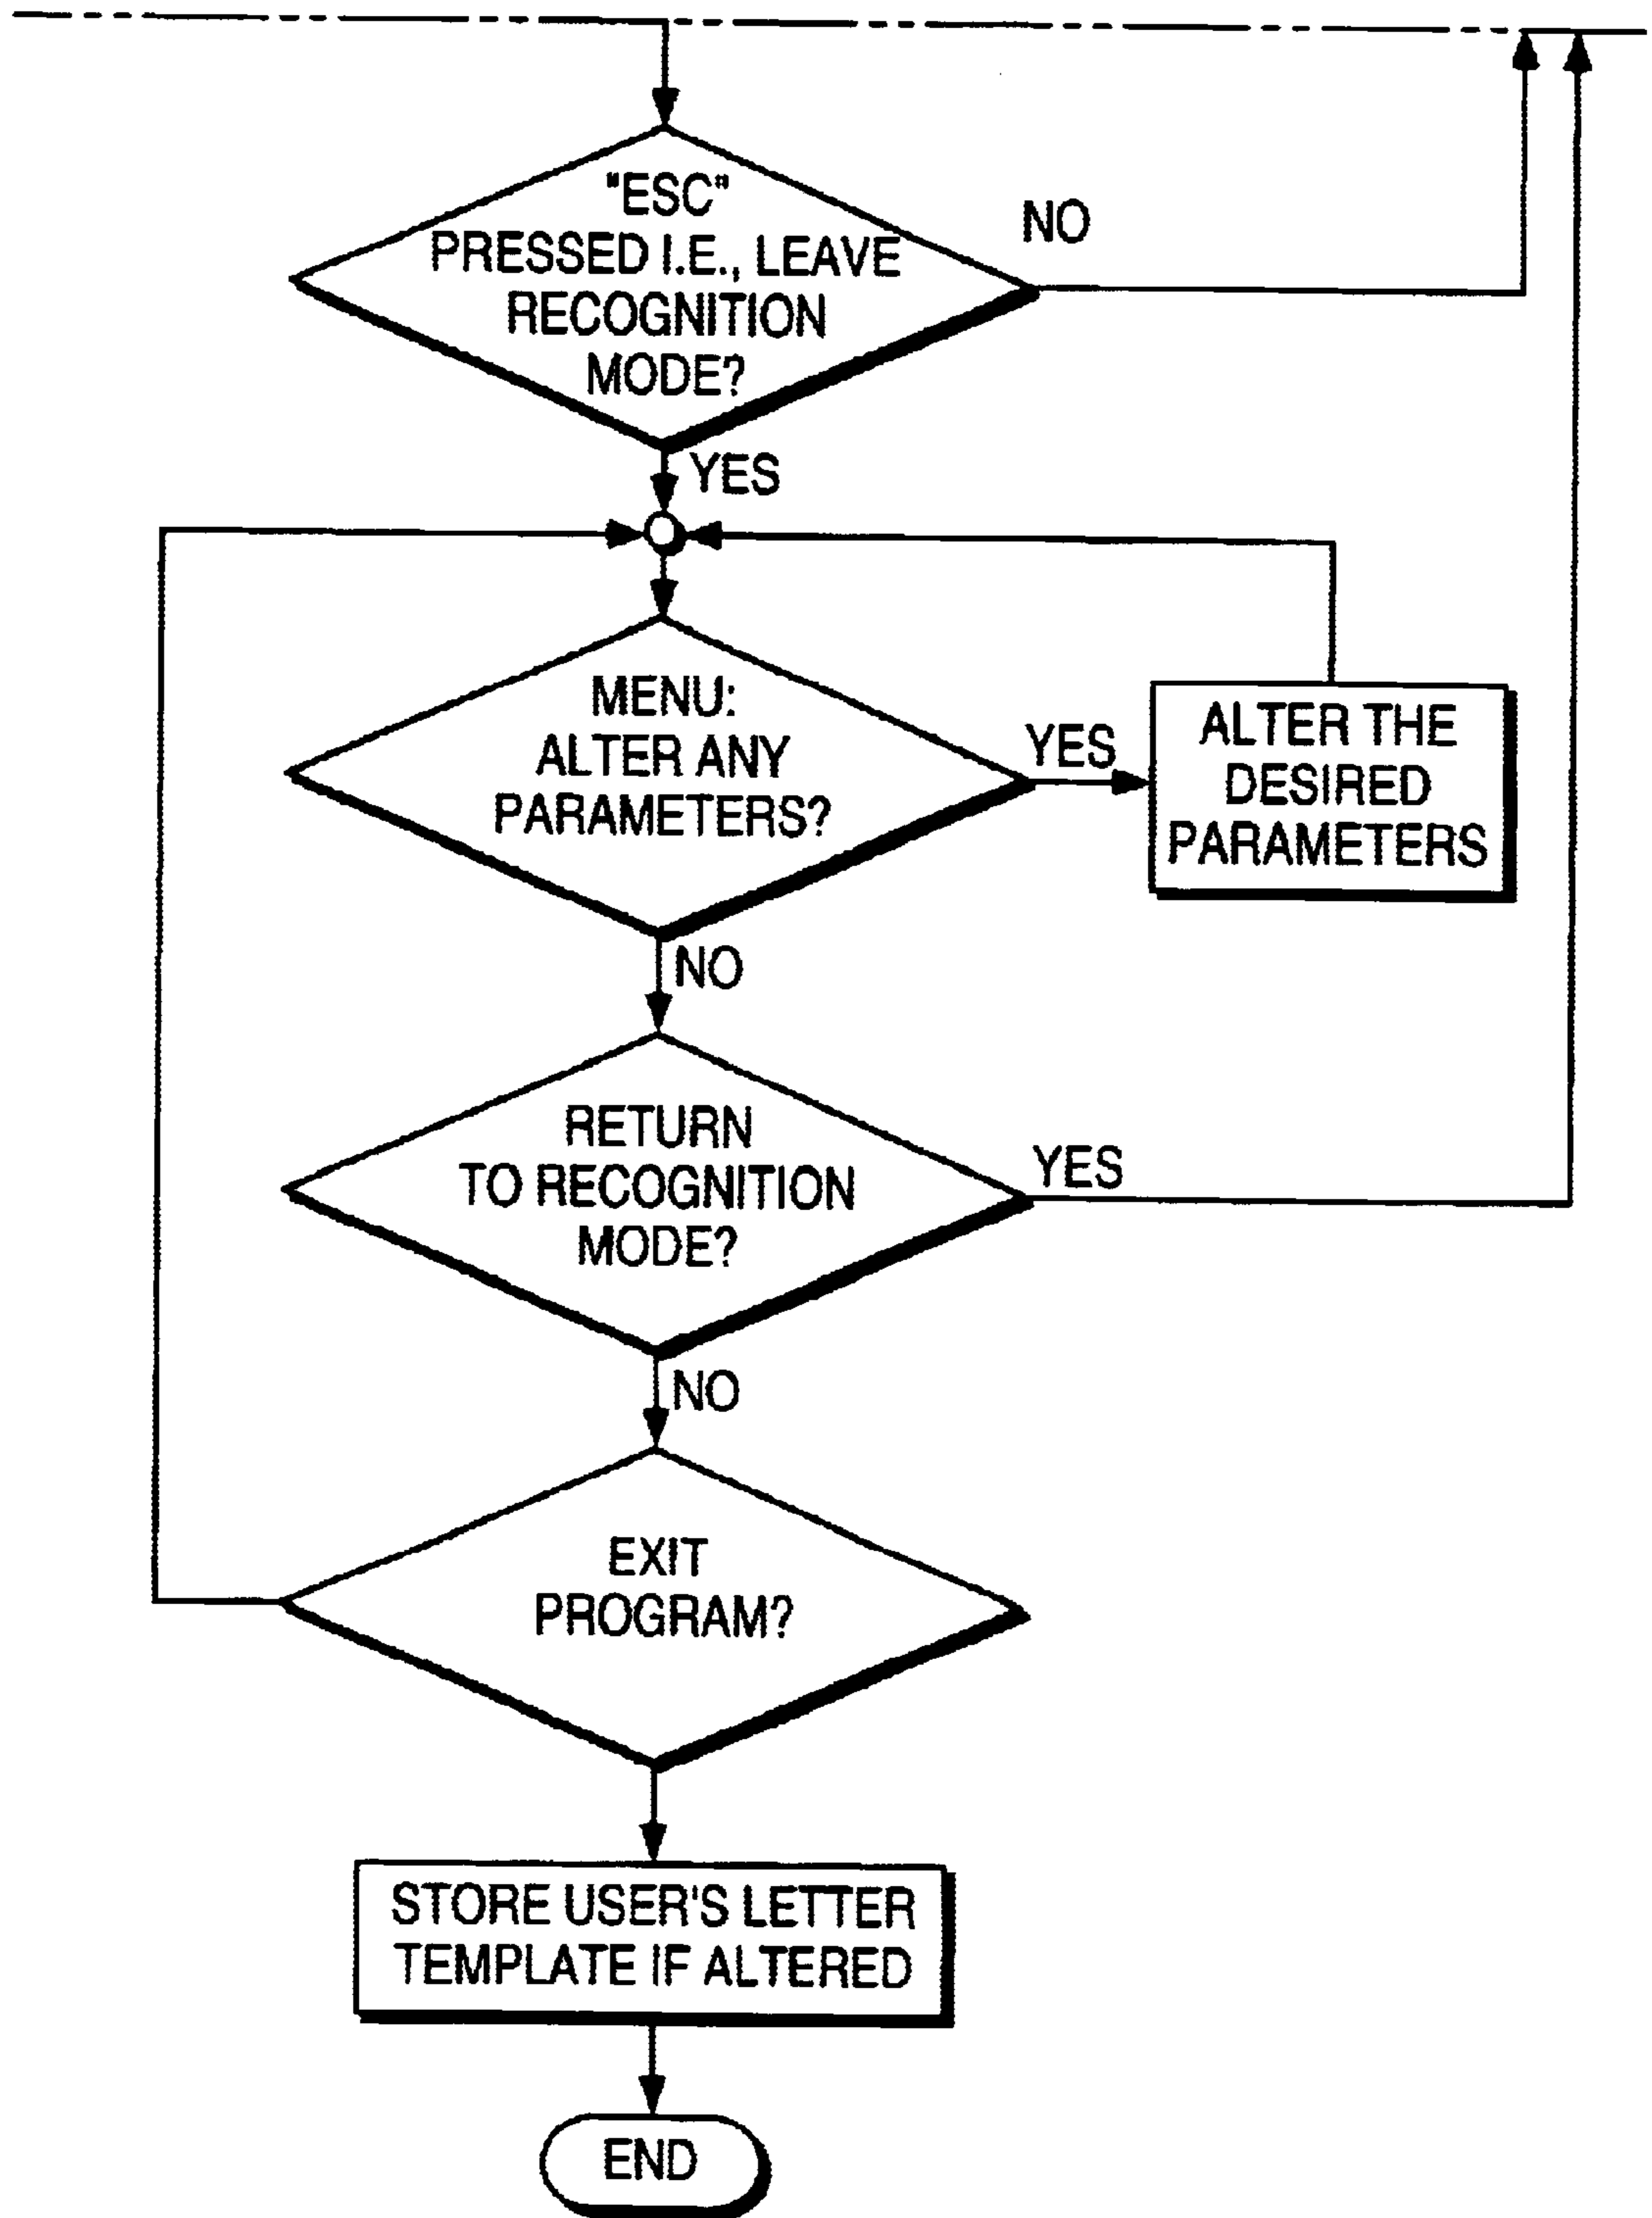 "ESC"
PRESSED I.E., LEAVE
RECOGNITION
MODE?
NO
YES
MENU:
ALTER ANY
PARAMETERS?
YES
ALTER THE
DESIRED
PARAMETERS
NO
RETURN
TO RECOGNITION
MODE?
YES
NO
EXIT
PROGRAM?
STORE USER'S LETTER
TEMPLATE IF ALTERED
END